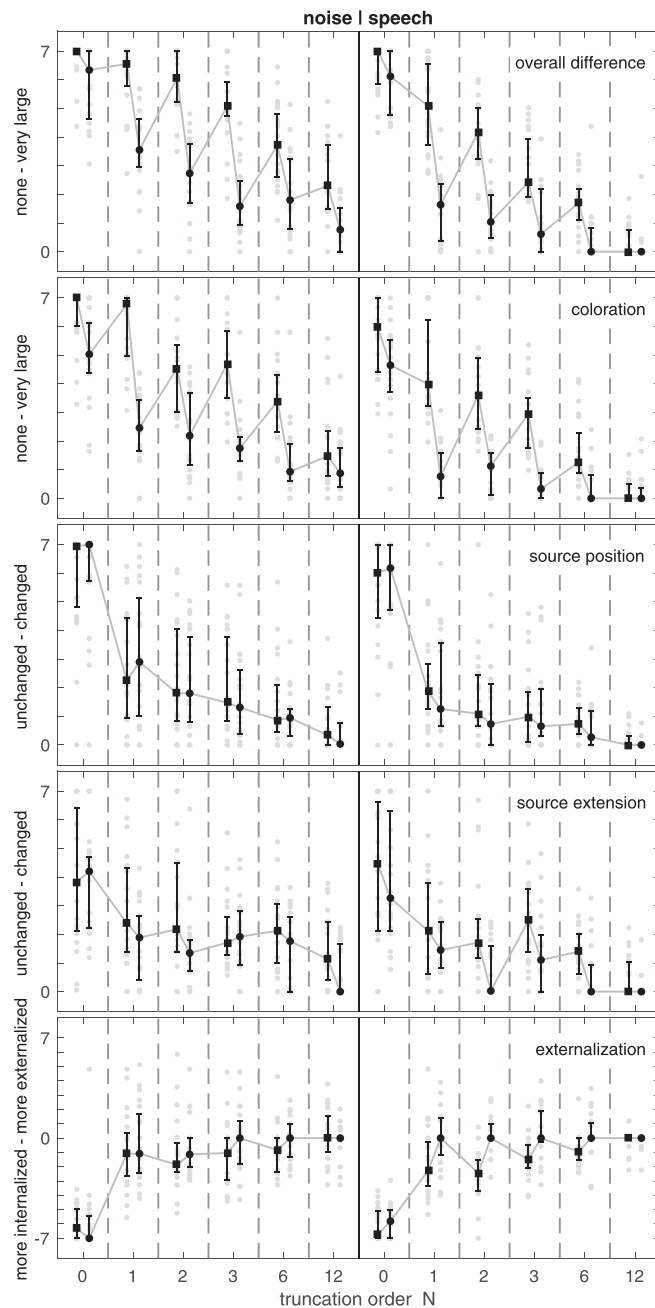 noise | speech
7
0
none - very large
overall difference
7
0
none - very large
coloration
7
0
unchanged - changed
source position
7
0
unchanged - changed
source extension
7
0
-7
more internalized - more externalized
externalization
0 1 2 3 6 12 0 1 2 3 6 12
truncation order N